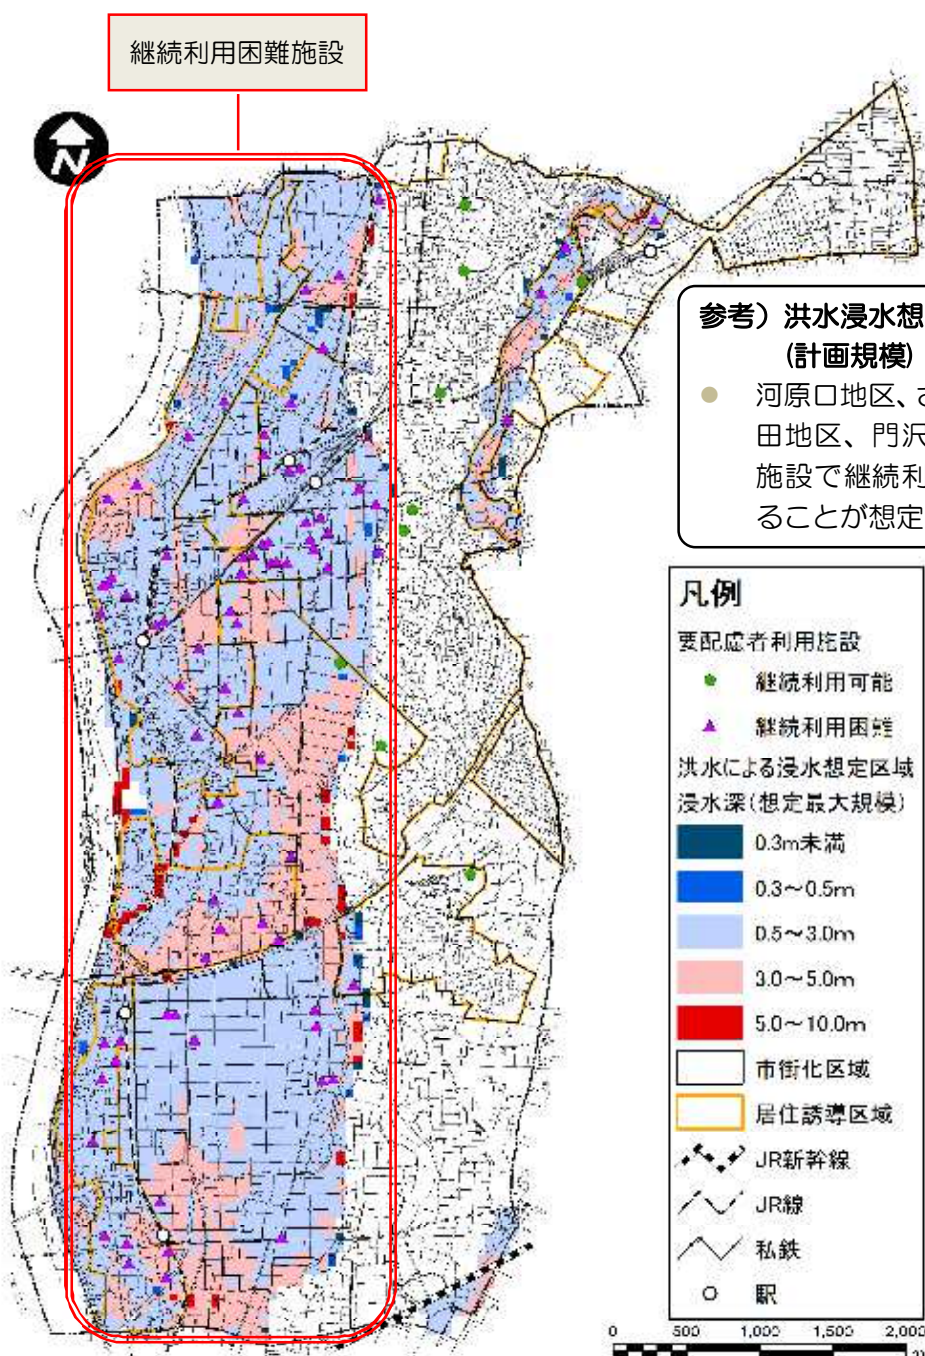 継続利用困難施設
N
参考）洪水浸水想
(計画規模)
● 河原口地区、さ
田地区、門沢
施設で継続利
ることが想定
凡例
要配慮者利用施設
継続利用可能
継続利用困難
洪水による浸水想定区域
浸水深(想定最大規模)
0.3m未満
0.3～0.5m
0.5～3.0m
3.0～5.0m
5.0～10.0m
市街化区域
居住誘導区域
JR新幹線
JR線
私鉄
駅
0 500 1,000 1,500 2,000